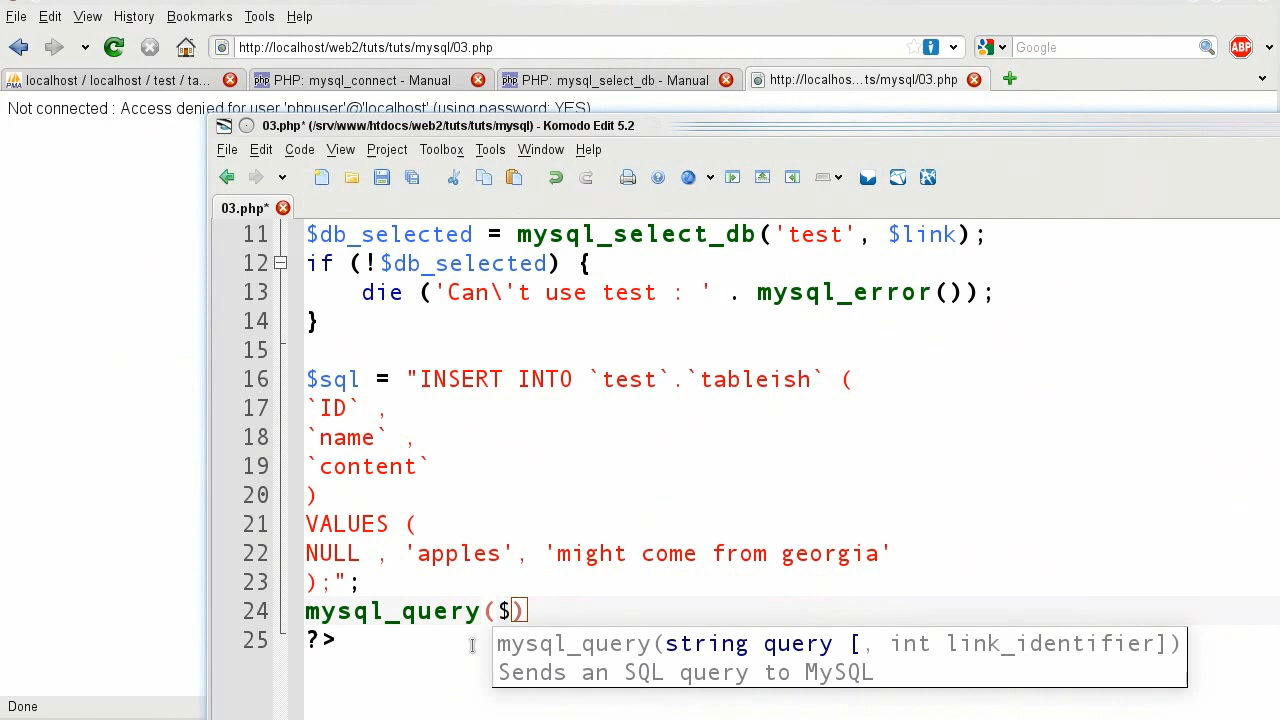 File Edit View History Bookmarks Tools Help
http://localhost/web2/tuts/tuts/mysql/03.php
Google
ABP
localhost / localhost / test / ta...
PHP: mysql_connect - Manual
PHP: mysql_select_db - Manual
http://localhos...ts/mysql/03.php
Not connected : Access denied for user 'phpuser'@'localhost' (using password: YES)
03.php* (/srv/www/htdocs/web2/tuts/tuts/mysql) - Komodo Edit 5.2
File Edit Code View Project Toolbox Tools Window Help
03.php*
11 $db_selected = mysql_select_db('test', $link);
12 if (!$db_selected) {
13 die ('Can\'t use test : ' . mysql_error());
14 }
15
16 $sql = "INSERT INTO `test`.`tableish` (
17 `ID` ,
18 `name` ,
19 `content`
20 )
21 VALUES (
22 NULL , 'apples', 'might come from georgia'
23 );";
24 mysql_query($)
25 ?>
mysql_query(string query [, int link_identifier])
Sends an SQL query to MySQL
Done